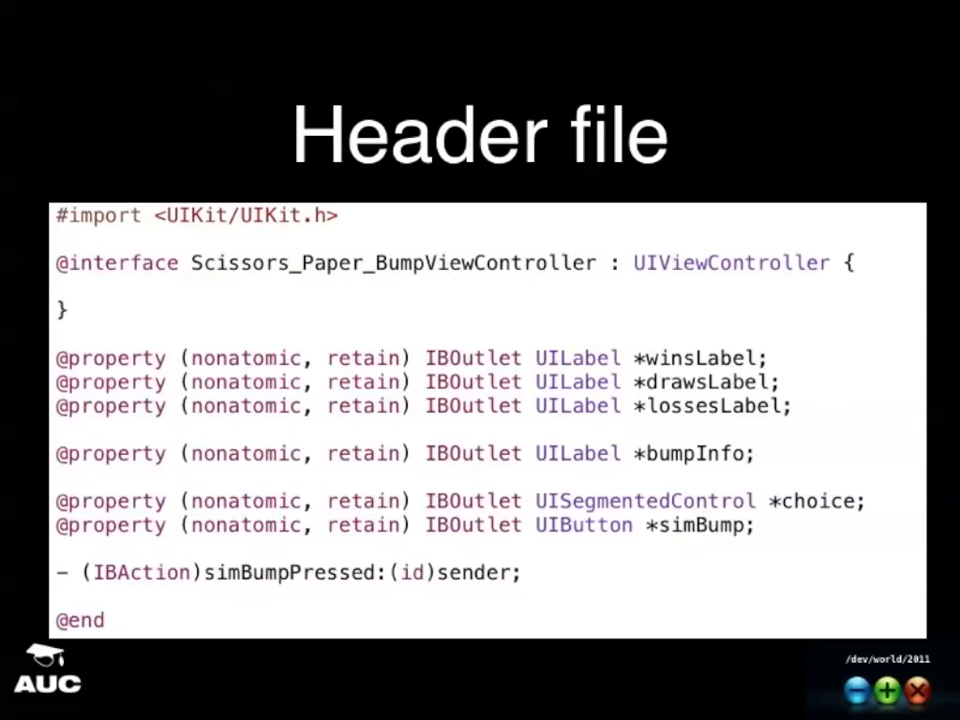 Header file
#import <UIKit/UIKit.h>
@interface Scissors_Paper_BumpViewController : UIViewController {
}
@property (nonatomic, retain) IBOutlet UILabel *winsLabel;
@property (nonatomic, retain) IBOutlet UILabel *drawsLabel;
@property (nonatomic, retain) IBOutlet UILabel *lossesLabel;
@property (nonatomic, retain) IBOutlet UILabel *bumpInfo;
@property (nonatomic, retain) IBOutlet UISegmentedControl *choice;
@property (nonatomic, retain) IBOutlet UIButton *simBump;
- (IBAction)simBumpPressed:(id)sender;
@end
AUC
/dev/world/2011